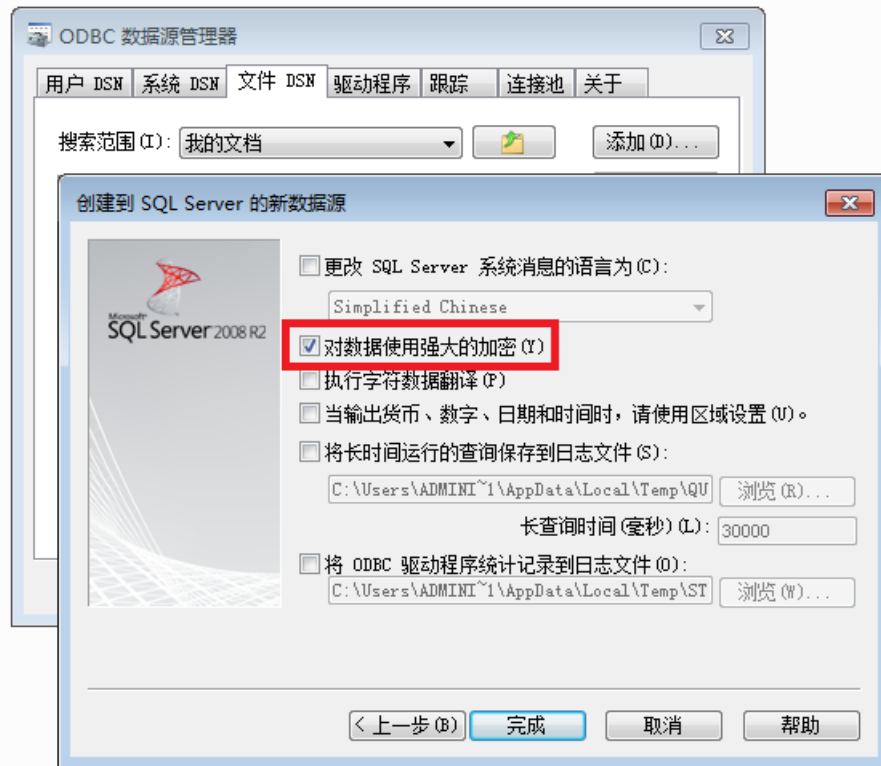 ODBC 数据源管理器
用户 DSN 系统 DSN 文件 DSN 驱动程序 跟踪 连接池 关于
搜索范围(I): 我的文档 添加(D)...
创建到 SQL Server 的新数据源
Microsoft
SQL Server 2008 R2
更改 SQL Server 系统消息的语言为(C):
Simplified Chinese
对数据使用强大的加密(Y)
执行字符数据翻译(P)
当输出货币、数字、日期和时间时，请使用区域设置(U)。
将长时间运行的查询保存到日志文件(S):
C:\Users\ADMINI~1\AppData\Local\Temp\QU 浏览(R)...
长查询时间(毫秒)(L): 30000
将 ODBC 驱动程序统计记录到日志文件(O):
C:\Users\ADMINI~1\AppData\Local\Temp\ST 浏览(W)...
< 上一步(B) 完成 取消 帮助